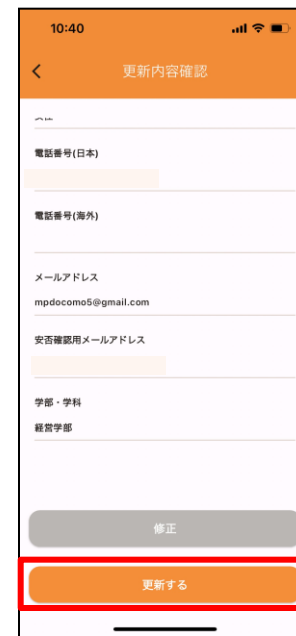 10:40
更新内容確認
電話番号(日本)
電話番号(海外)
メールアドレス
mpdocomo5@gmail.com
安否確認用メールアドレス
学部・学科
経営学部
修正
更新する